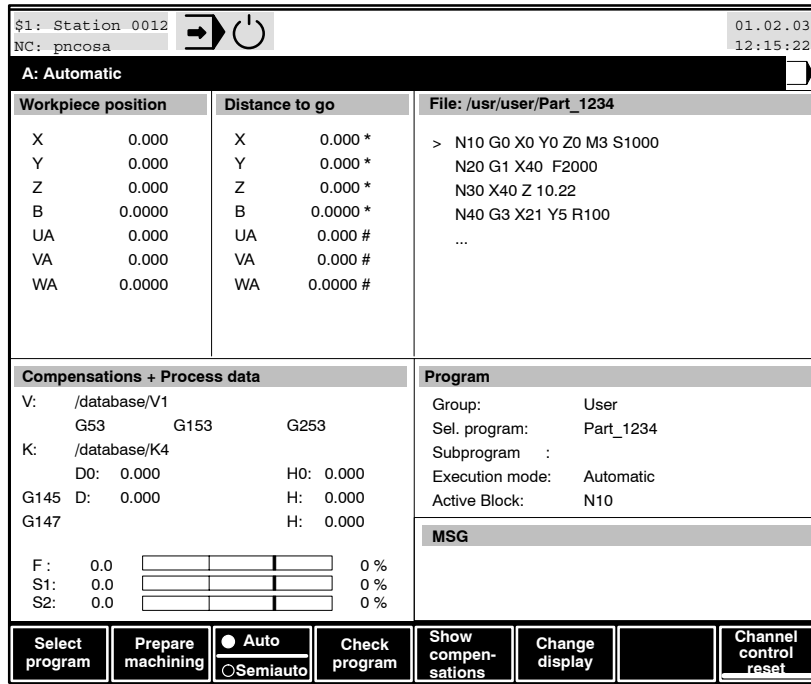 $1: Station 0012
NC: pncosa
01.02.03
12:15:22
A: Automatic
Workpiece position
X 0.000
Y 0.000
Z 0.000
B 0.0000
UA 0.000
VA 0.000
WA 0.0000
Distance to go
X 0.000 *
Y 0.000 *
Z 0.000 *
B 0.0000 *
UA 0.000 #
VA 0.000 #
WA 0.0000 #
File: /usr/user/Part_1234
> N10 G0 X0 Y0 Z0 M3 S1000
N20 G1 X40 F2000
N30 X40 Z 10.22
N40 G3 X21 Y5 R100
...
Compensations + Process data
V: /database/V1
G53 G153 G253
K: /database/K4
D0: 0.000 H0: 0.000
G145 D: 0.000 H: 0.000
G147 H: 0.000
F : 0.0 0 %
S1: 0.0 0 %
S2: 0.0 0 %
Program
Group: User
Sel. program: Part_1234
Subprogram :
Execution mode: Automatic
Active Block: N10
MSG
Select
program
Prepare
machining
Auto
Semiauto
Check
program
Show
compen-
sations
Change
display
Channel
control
reset